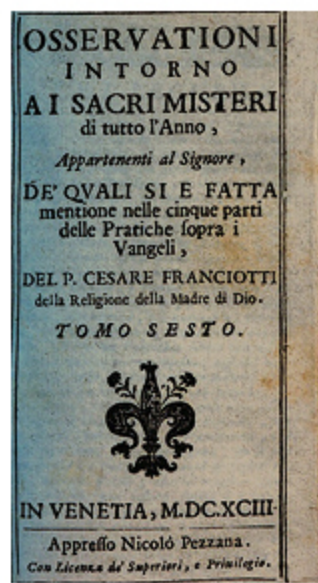 OSSERVATIONI
INTORNO
A I SACRI MISTERI
di tutto l'Anno,
Appartenenti al Signore,
DE' QVALI SI E FATTA
mentione nelle cinque parti
delle Pratiche ſopra i
Vangeli,
DEL P. CESARE FRANCIOTTI
della Religione della Madre di Dio.
TOMO SESTO.
IN VENETIA, M.DC.XCIII.
Appreſſo Nicoló Pezzana.
Con Licenza de' Superiori, e Priuilegio.